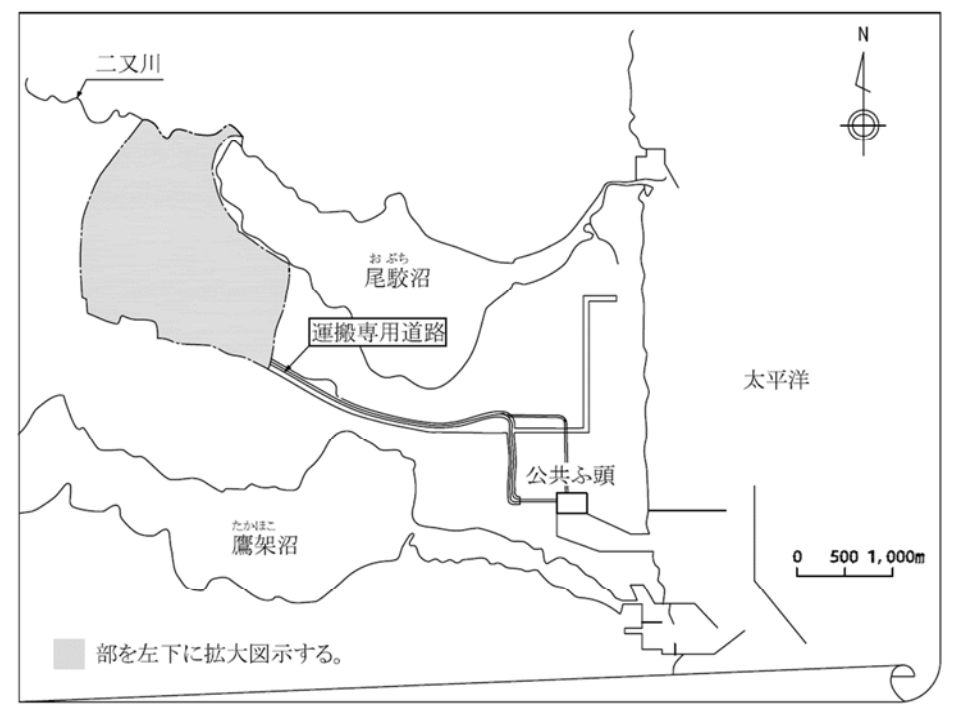 二又川
N
おぶち
尾駮沼
運搬専用道路
太平洋
公共ふ頭
たかほこ
鷹架沼
0 500 1,000m
部を左下に拡大図示する。